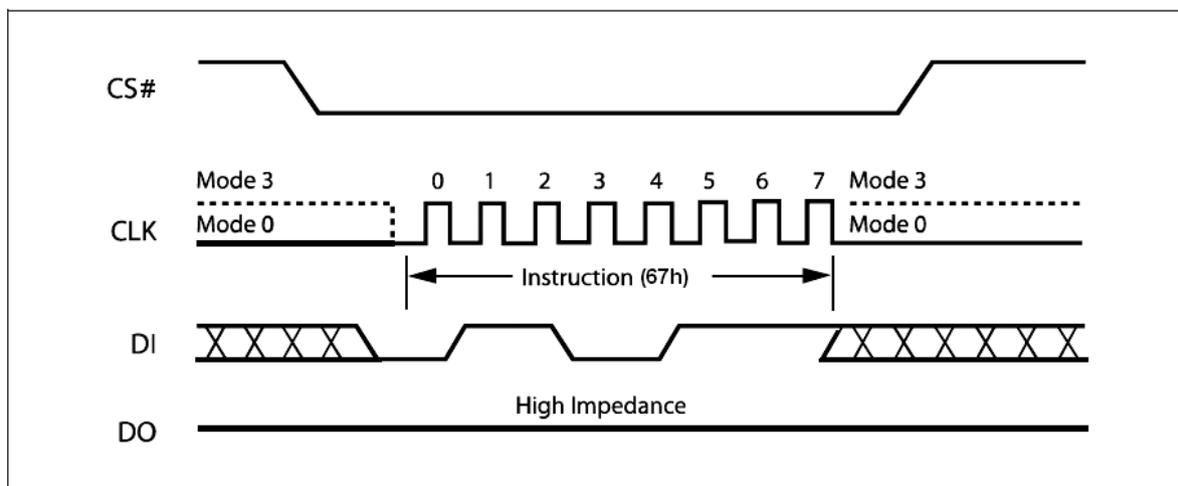 CS#
Mode 3 0 1 2 3 4 5 6 7 Mode 3
Mode 0 Mode 0
CLK
Instruction (67h)
DI
High Impedance
DO